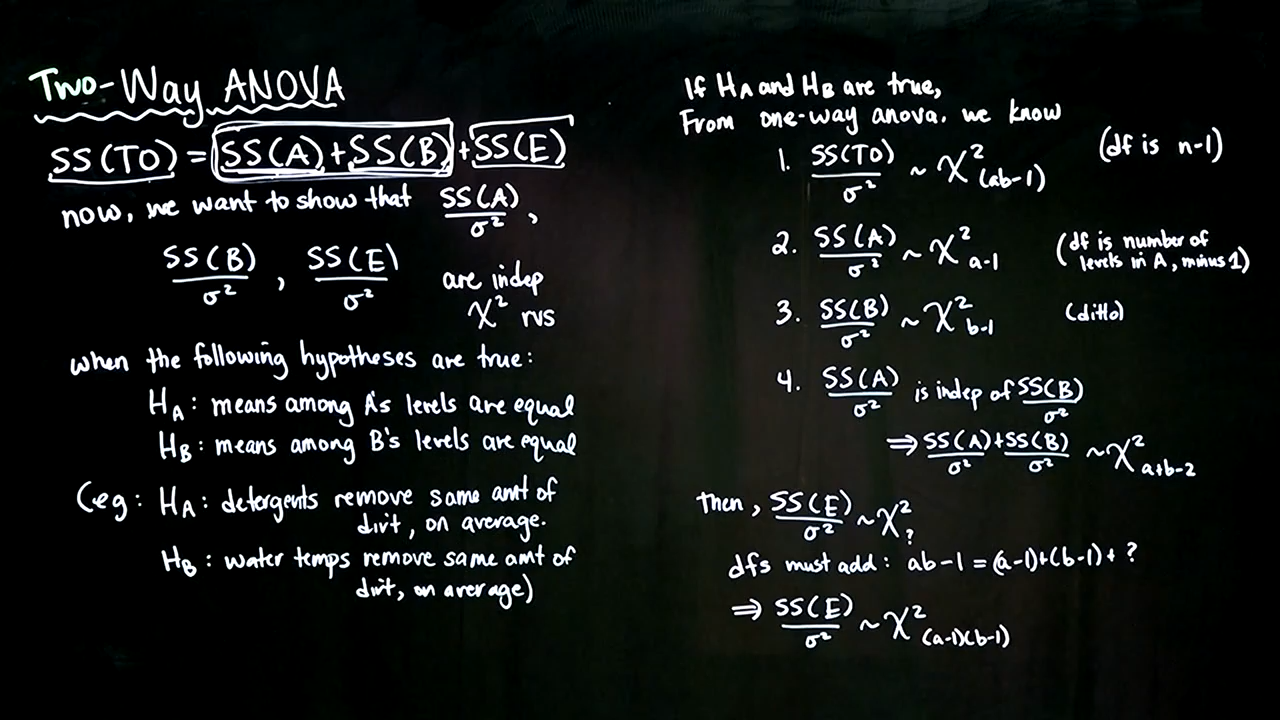 Two-Way ANOVA
SS(TO) = SS(A) + SS(B) + SS(E)
now, we want to show that SS(A)/σ²,
SS(B)/σ² , SS(E)/σ² are indep
χ² rvs
when the following hypotheses are true:
H_A: means among A's levels are equal
H_B: means among B's levels are equal
(eg: H_A: detergents remove same amt of
dirt, on average.
H_B: water temps remove same amt of
dirt, on average)
If H_A and H_B are true,
From one-way anova. we know
1. SS(TO)/σ² ~ χ²_(ab-1) (df is n-1)
2. SS(A)/σ² ~ χ²_a-1 (df is number of
levels in A, minus 1)
3. SS(B)/σ² ~ χ²_b-1 (ditto)
4. SS(A)/σ² is indep of SS(B)/σ²
⇒ SS(A)/σ² + SS(B)/σ² ~ χ²_a+b-2
Then, SS(E)/σ² ~ χ²_?
dfs must add: ab-1 = (a-1)+(b-1)+ ?
⇒ SS(E)/σ² ~ χ²_(a-1)(b-1)